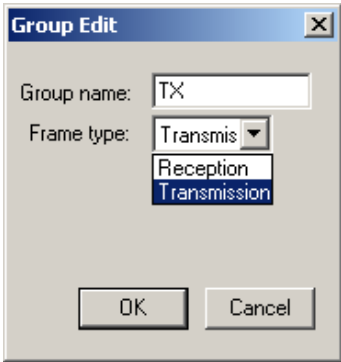 Group Edit
Group name: TX
Frame type: Transmis
Reception
Transmission
OK Cancel